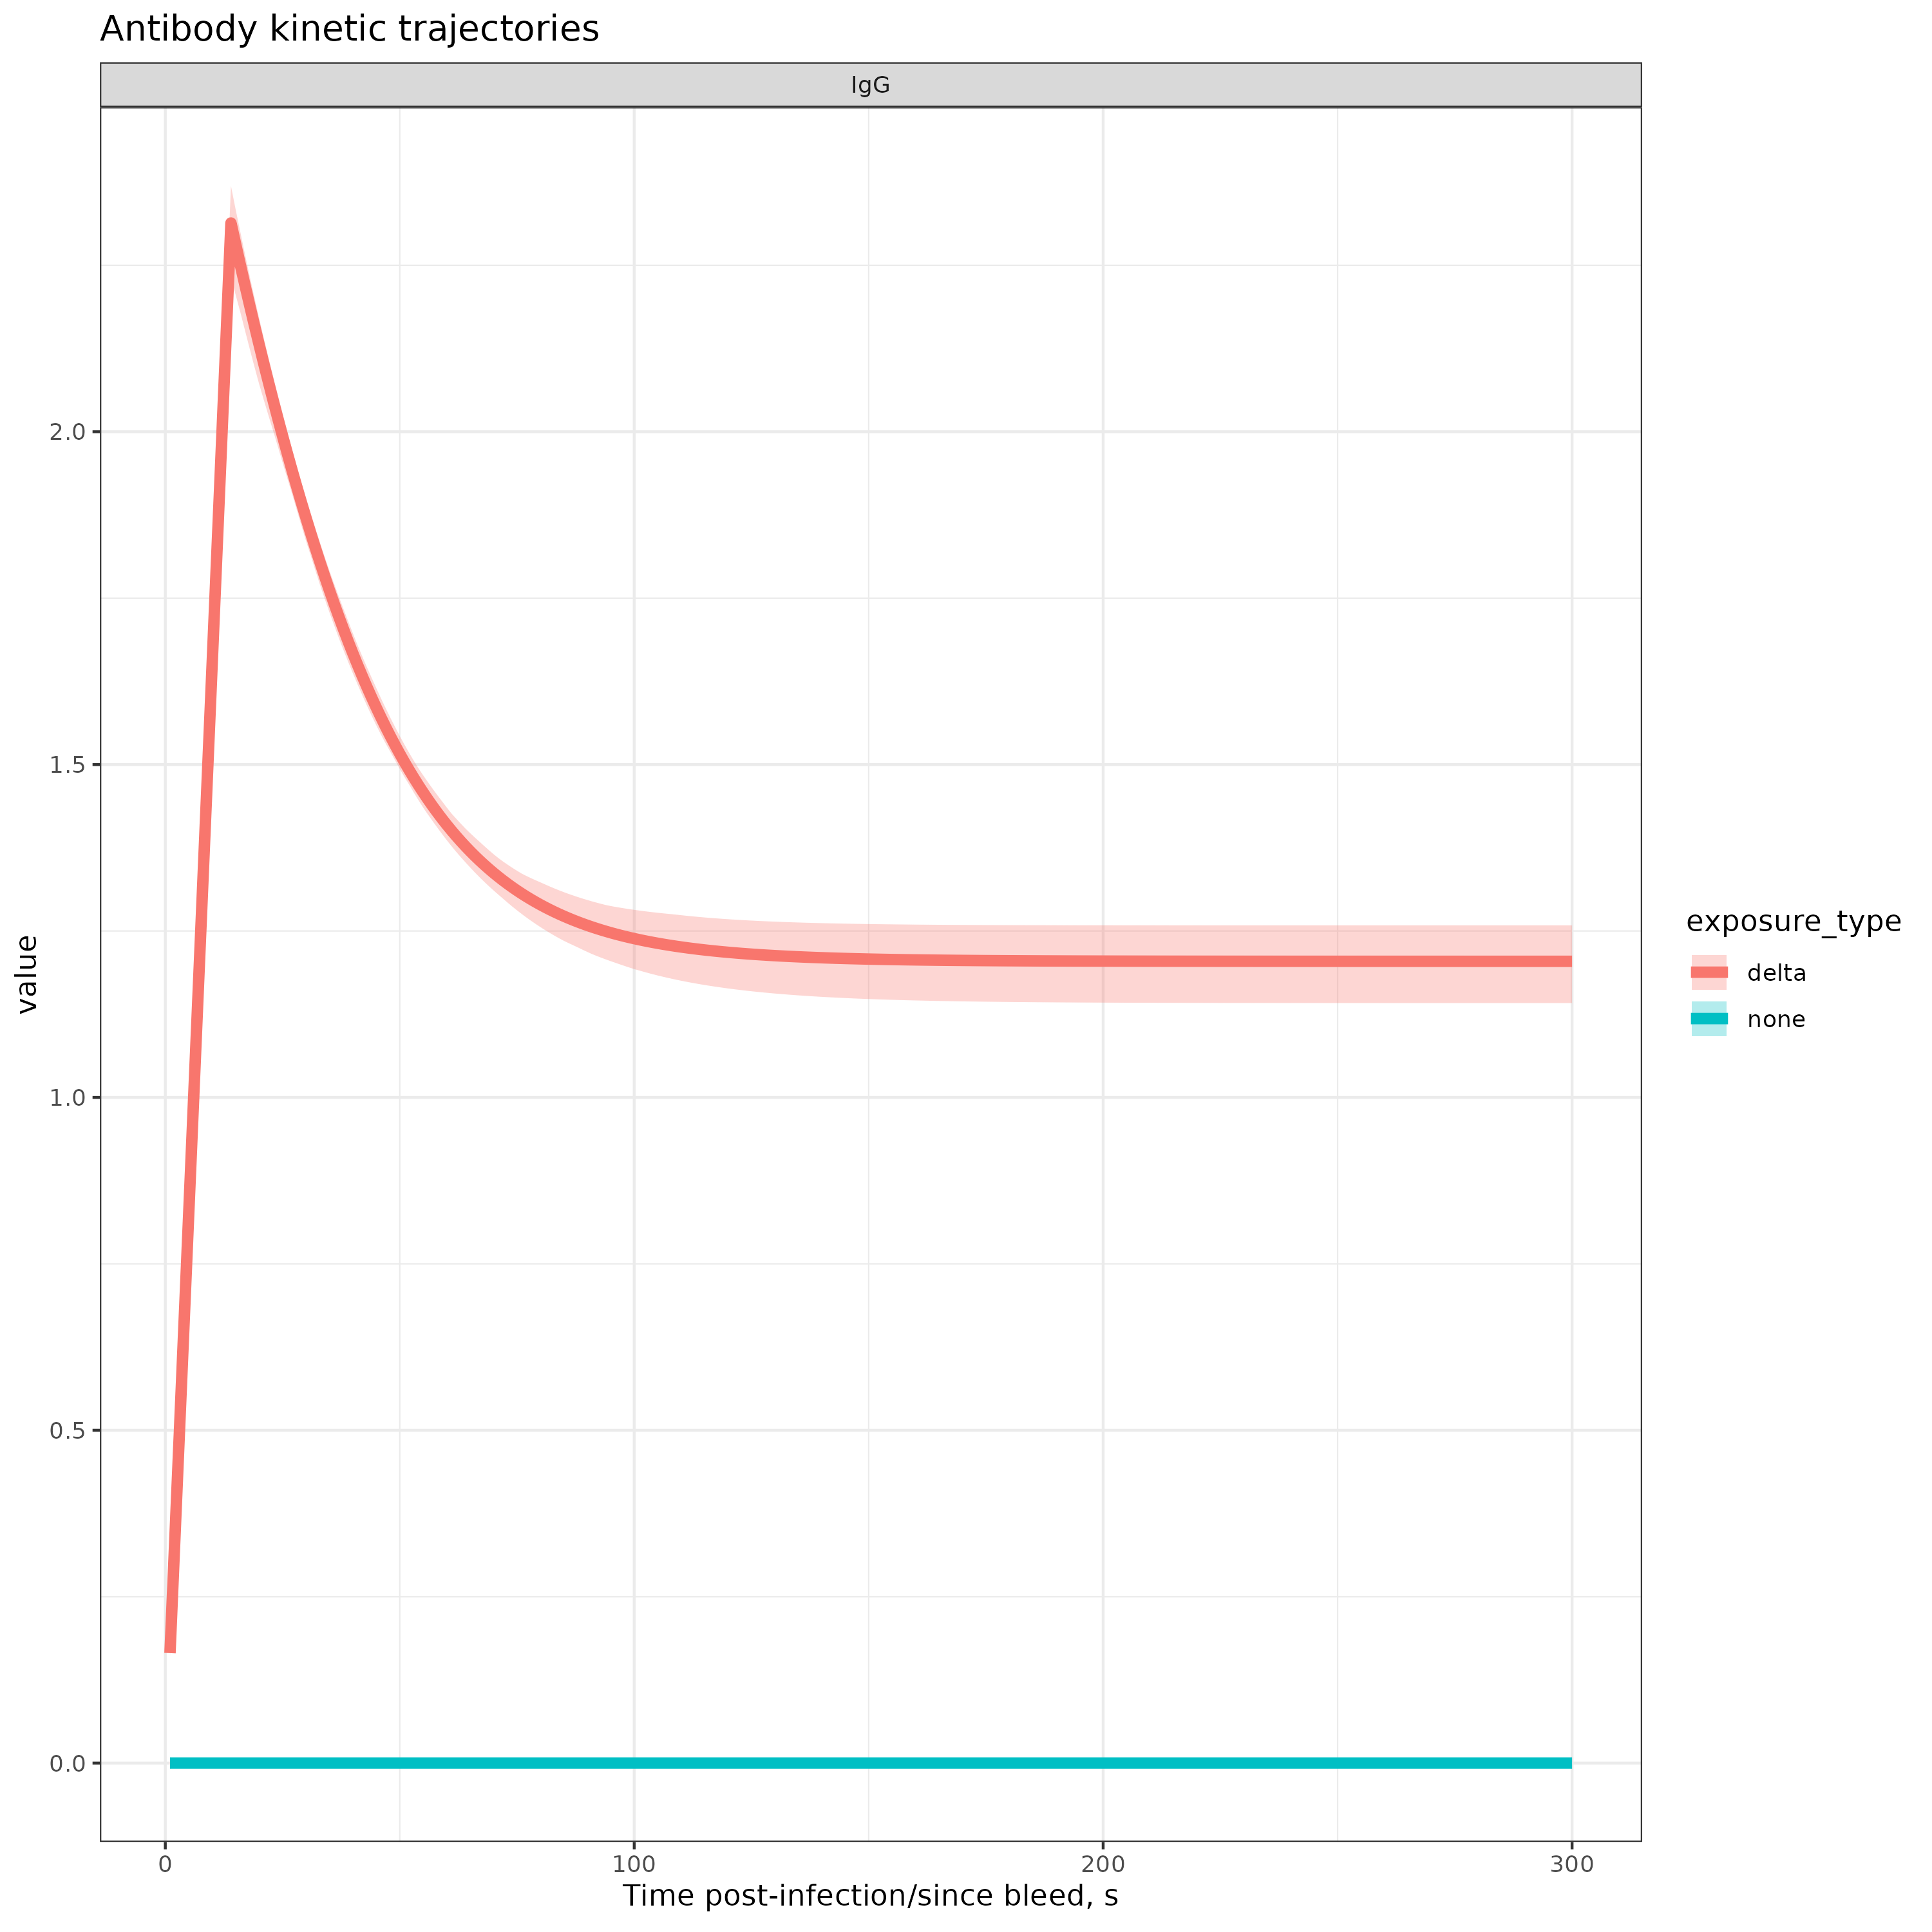 Antibody kinetic trajectories
IgG
value
2.0
1.5
1.0
0.5
0.0
0
100
200
300
Time post-infection/since bleed, s
exposure_type
delta
none